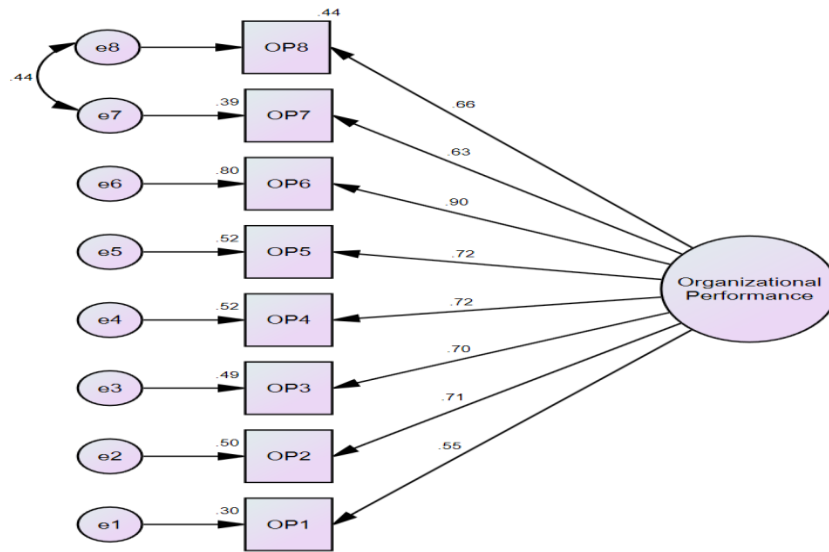 .44
e8
OP8
.44
.66
e7
.39
OP7
.63
e6
.80
OP6
.90
e5
.52
OP5
.72
Organizational
Performance
e4
.52
OP4
.72
e3
.49
OP3
.70
e2
.50
OP2
.71
e1
.30
OP1
.55